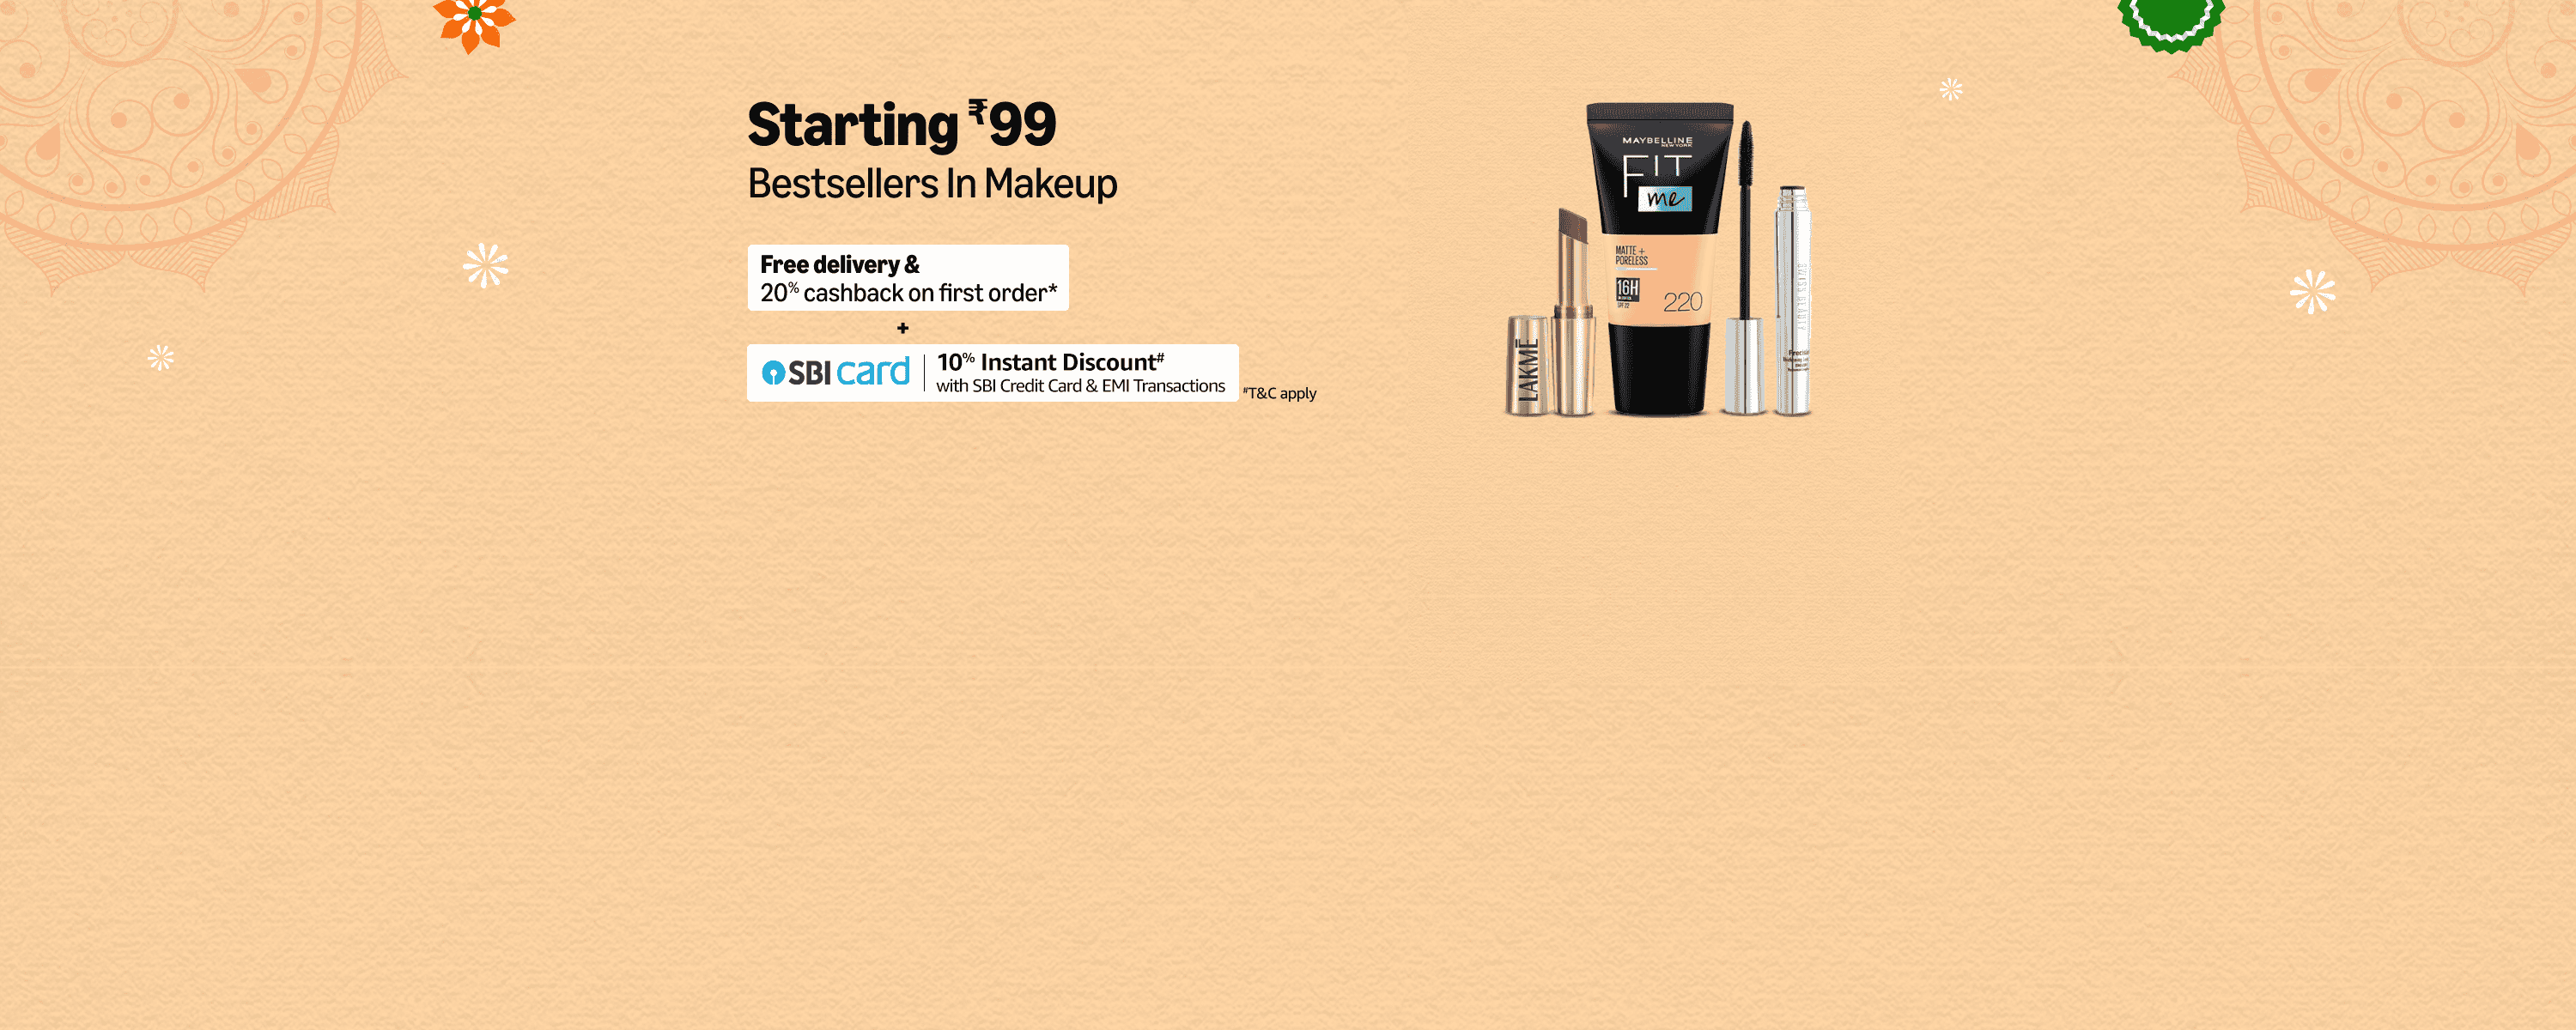 Starting ₹99
Bestsellers In Makeup
Free delivery &
20% cashback on first order*
+
SBI card
10% Instant Discount#
with SBI Credit Card & EMI Transactions
#T&C apply
MAYBELLINE
NEW YORK
FIT
me
MATTE +
PORELESS
16H
220
LAKMĒ